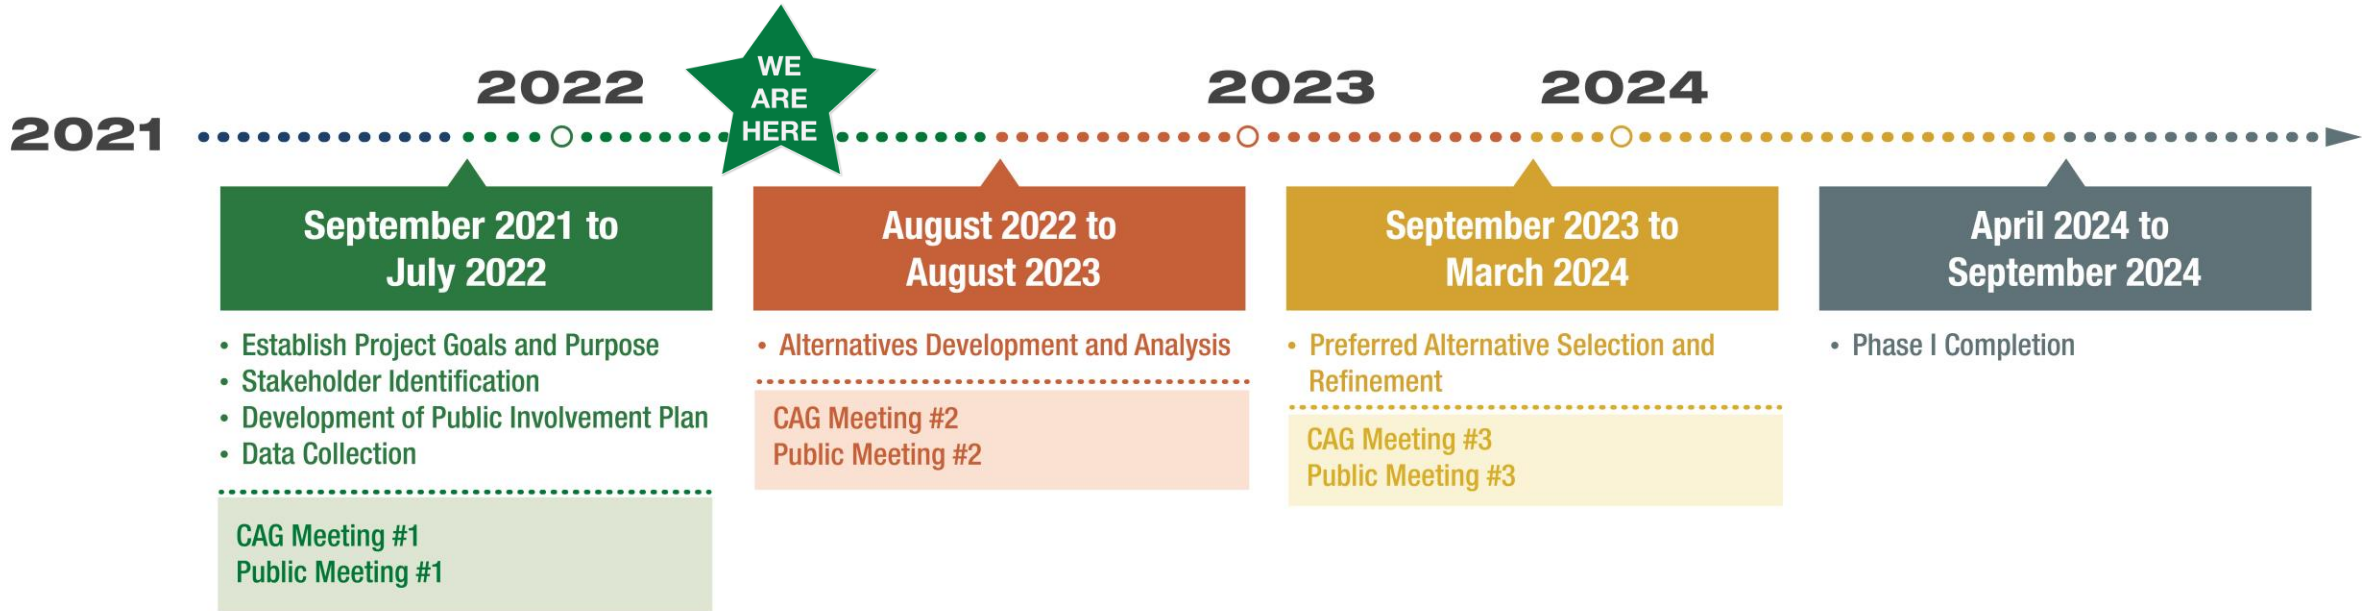 2021
2022
WE
ARE
HERE
2023
2024
September 2021 to
July 2022
• Establish Project Goals and Purpose
• Stakeholder Identification
• Development of Public Involvement Plan
• Data Collection
CAG Meeting #1
Public Meeting #1
August 2022 to
August 2023
• Alternatives Development and Analysis
CAG Meeting #2
Public Meeting #2
September 2023 to
March 2024
• Preferred Alternative Selection and
Refinement
CAG Meeting #3
Public Meeting #3
April 2024 to
September 2024
• Phase I Completion